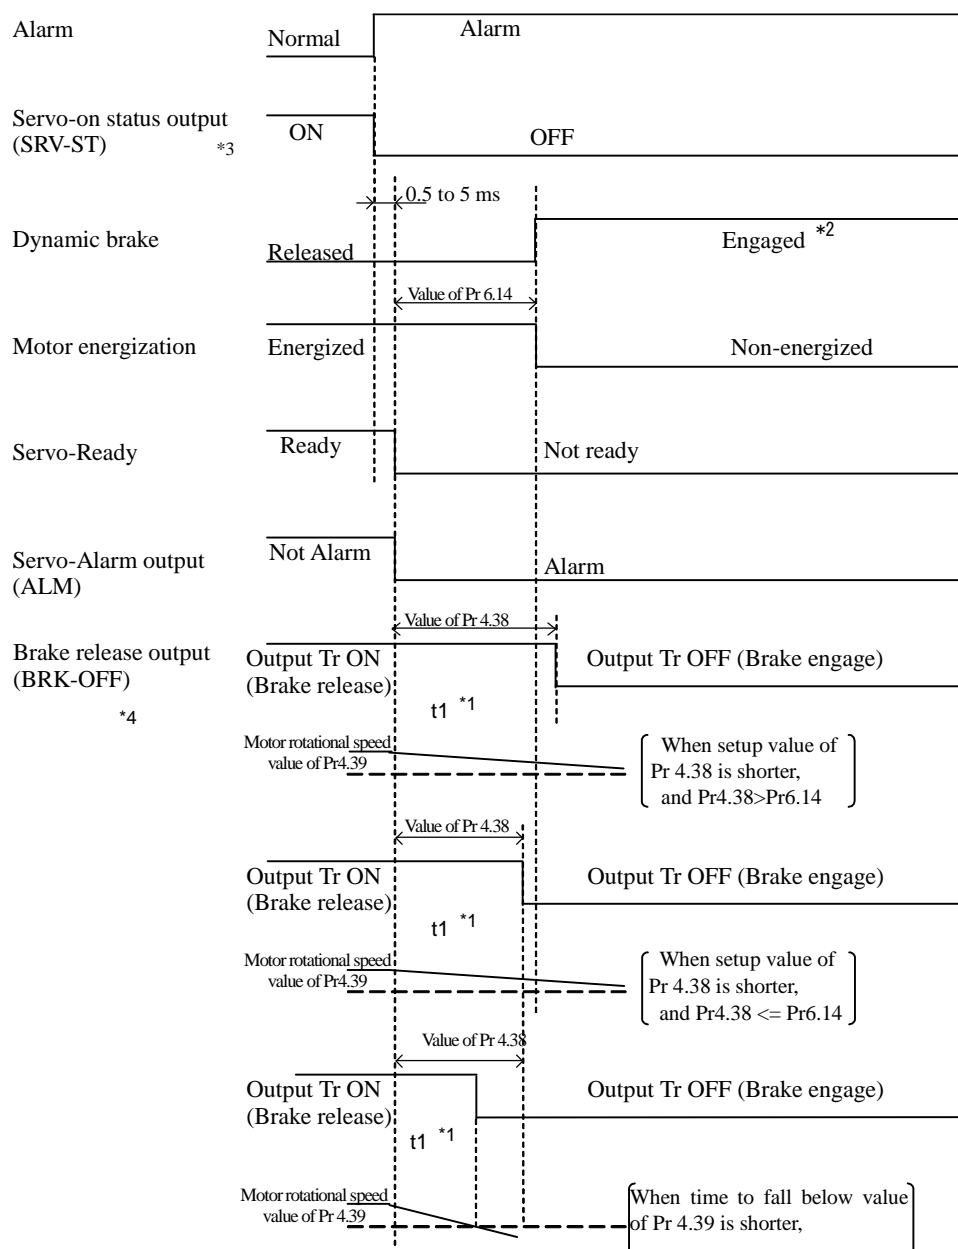 Alarm
Normal
Alarm
Servo-on status output
(SRV-ST) *3
ON
OFF
0.5 to 5 ms
Dynamic brake
Released
Engaged *2
Value of Pr 6.14
Motor energization
Energized
Non-energized
Servo-Ready
Ready
Not ready
Servo-Alarm output
(ALM)
Not Alarm
Alarm
Value of Pr 4.38
Brake release output
(BRK-OFF)
*4
Output Tr ON
(Brake release)
Output Tr OFF (Brake engage)
t1 *1
Motor rotational speed
value of Pr4.39
When setup value of
Pr 4.38 is shorter,
and Pr4.38>Pr6.14
Value of Pr 4.38
Output Tr ON
(Brake release)
Output Tr OFF (Brake engage)
t1 *1
Motor rotational speed
value of Pr4.39
When setup value of
Pr 4.38 is shorter,
and Pr4.38 <= Pr6.14
Value of Pr 4.38
Output Tr ON
(Brake release)
Output Tr OFF (Brake engage)
t1 *1
Motor rotational speed
value of Pr 4.39
When time to fall below value
of Pr 4.39 is shorter,